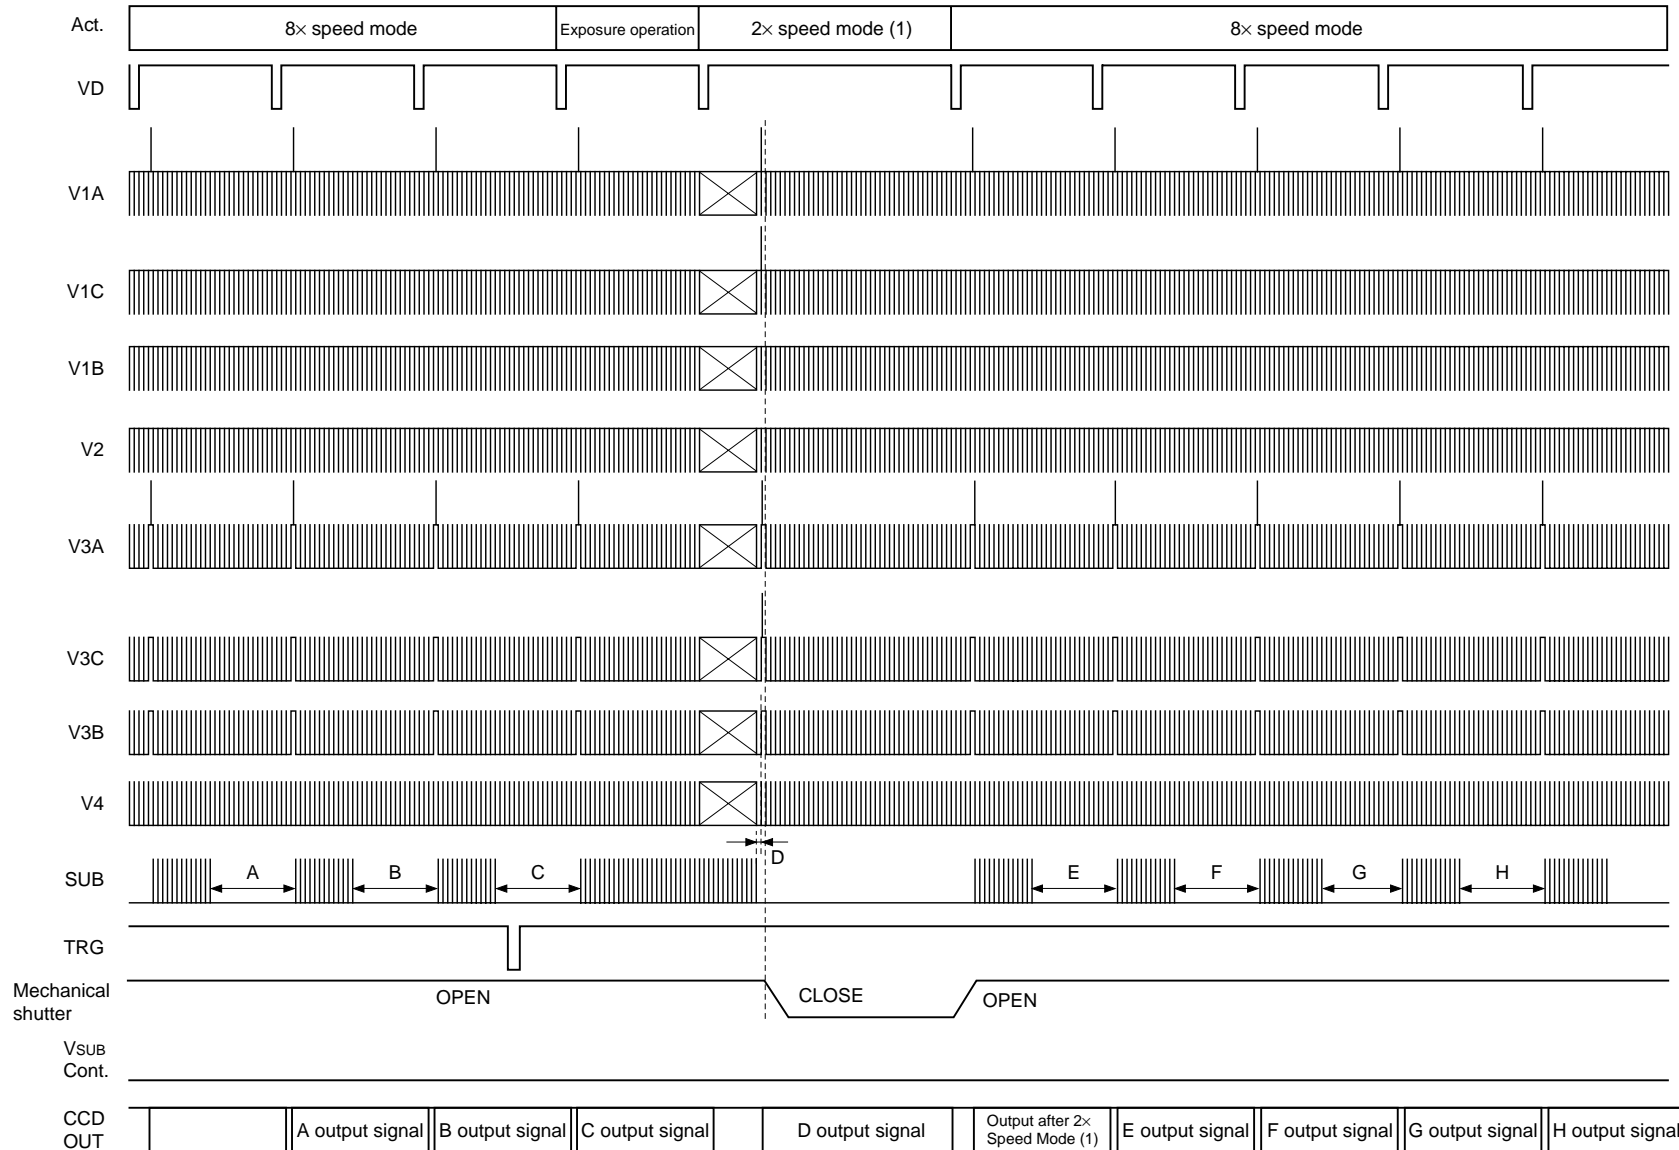 Act.
8× speed mode
Exposure operation
2× speed mode (1)
8× speed mode
VD
V1A
V1C
V1B
V2
V3A
V3C
V3B
V4
D
SUB
A
B
C
E
F
G
H
TRG
Mechanical
shutter
OPEN
CLOSE
OPEN
VSUB
Cont.
CCD
OUT
A output signal
B output signal
C output signal
D output signal
Output after 2×
Speed Mode (1)
E output signal
F output signal
G output signal
H output signal